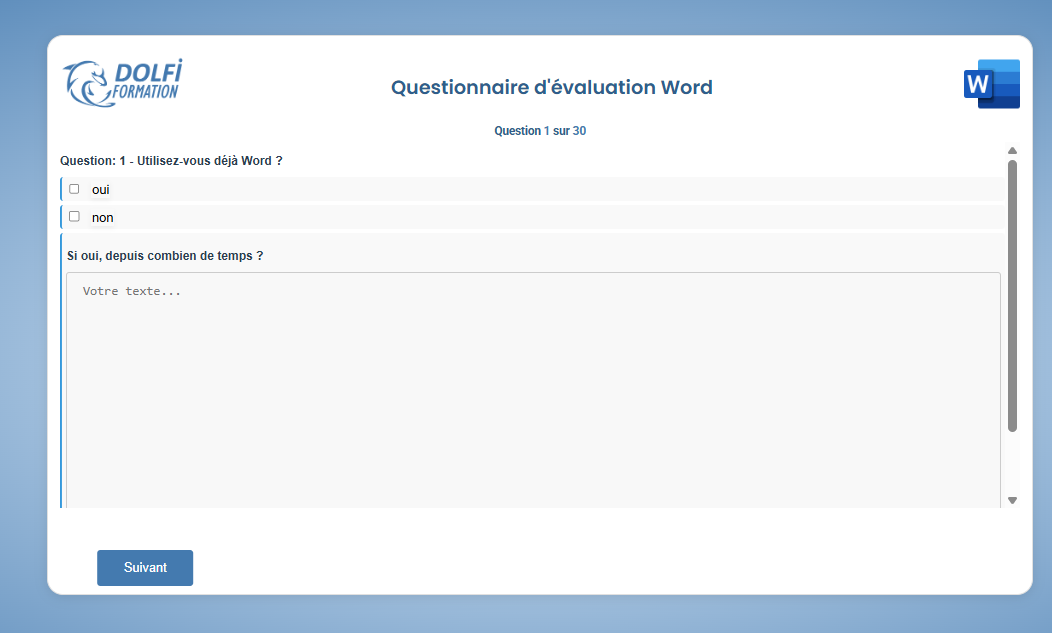 DOLFI
FORMATION
Questionnaire d'évaluation Word
W
Question 1 sur 30
Question: 1 - Utilisez-vous déjà Word ?
oui
non
Si oui, depuis combien de temps ?
Votre texte...
Suivant